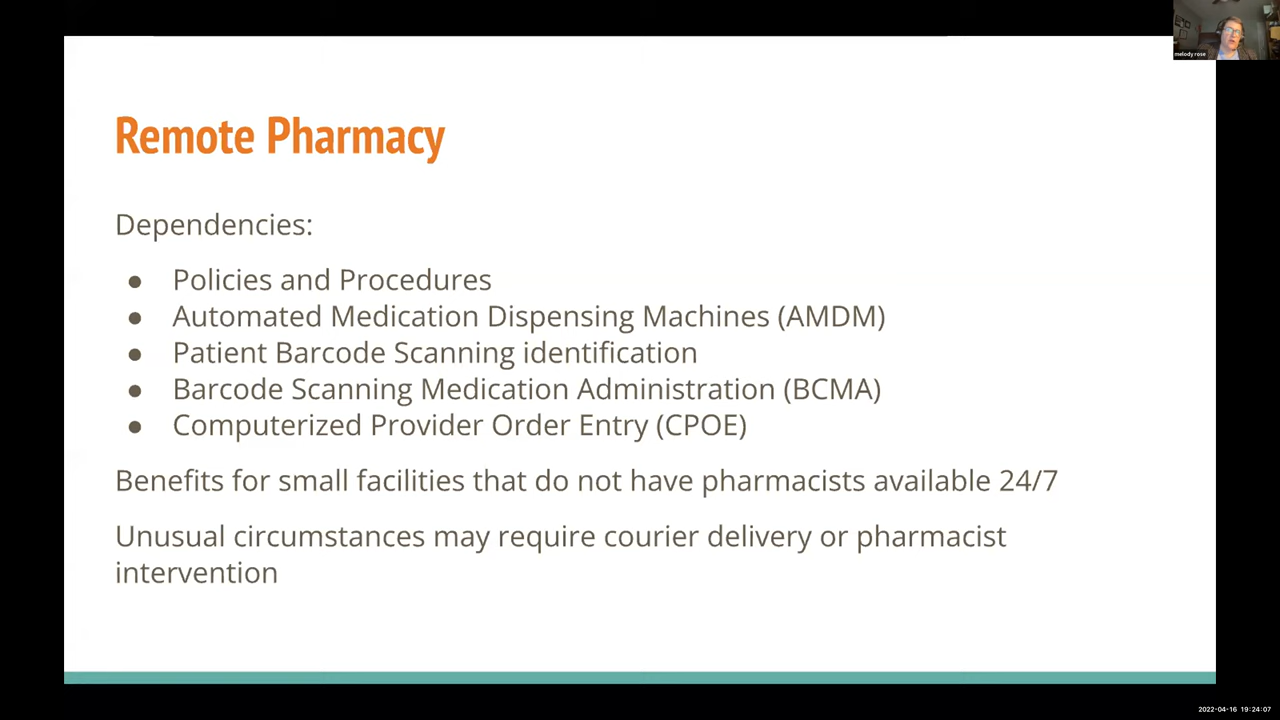 melody rose
Remote Pharmacy
Dependencies:
● Policies and Procedures
● Automated Medication Dispensing Machines (AMDM)
● Patient Barcode Scanning identification
● Barcode Scanning Medication Administration (BCMA)
● Computerized Provider Order Entry (CPOE)
Benefits for small facilities that do not have pharmacists available 24/7
Unusual circumstances may require courier delivery or pharmacist
intervention
2022-04-16 19:24:07